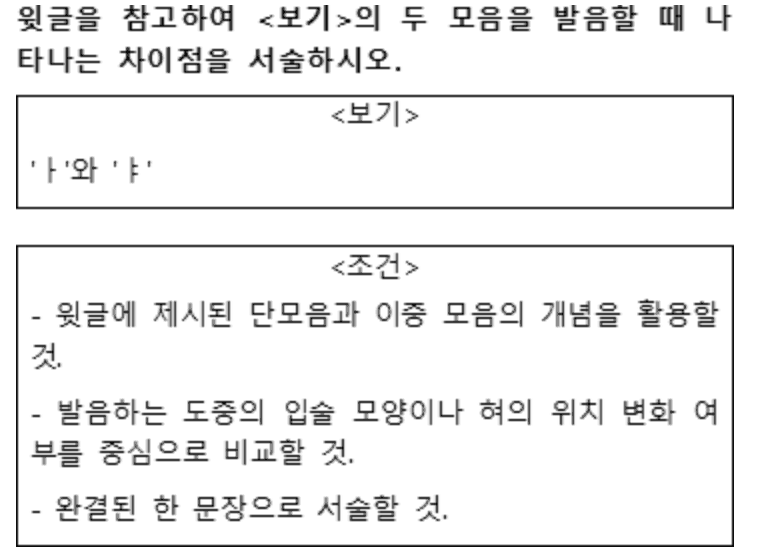 윗글을 참고하여 <보기>의 두 모음을 발음할 때 나
타나는 차이점을 서술하시오.
<보기>
'ㅏ'와 'ㅑ'
<조건>
- 윗글에 제시된 단모음과 이중 모음의 개념을 활용할
것.
- 발음하는 도중의 입술 모양이나 혀의 위치 변화 여
부를 중심으로 비교할 것.
- 완결된 한 문장으로 서술할 것.